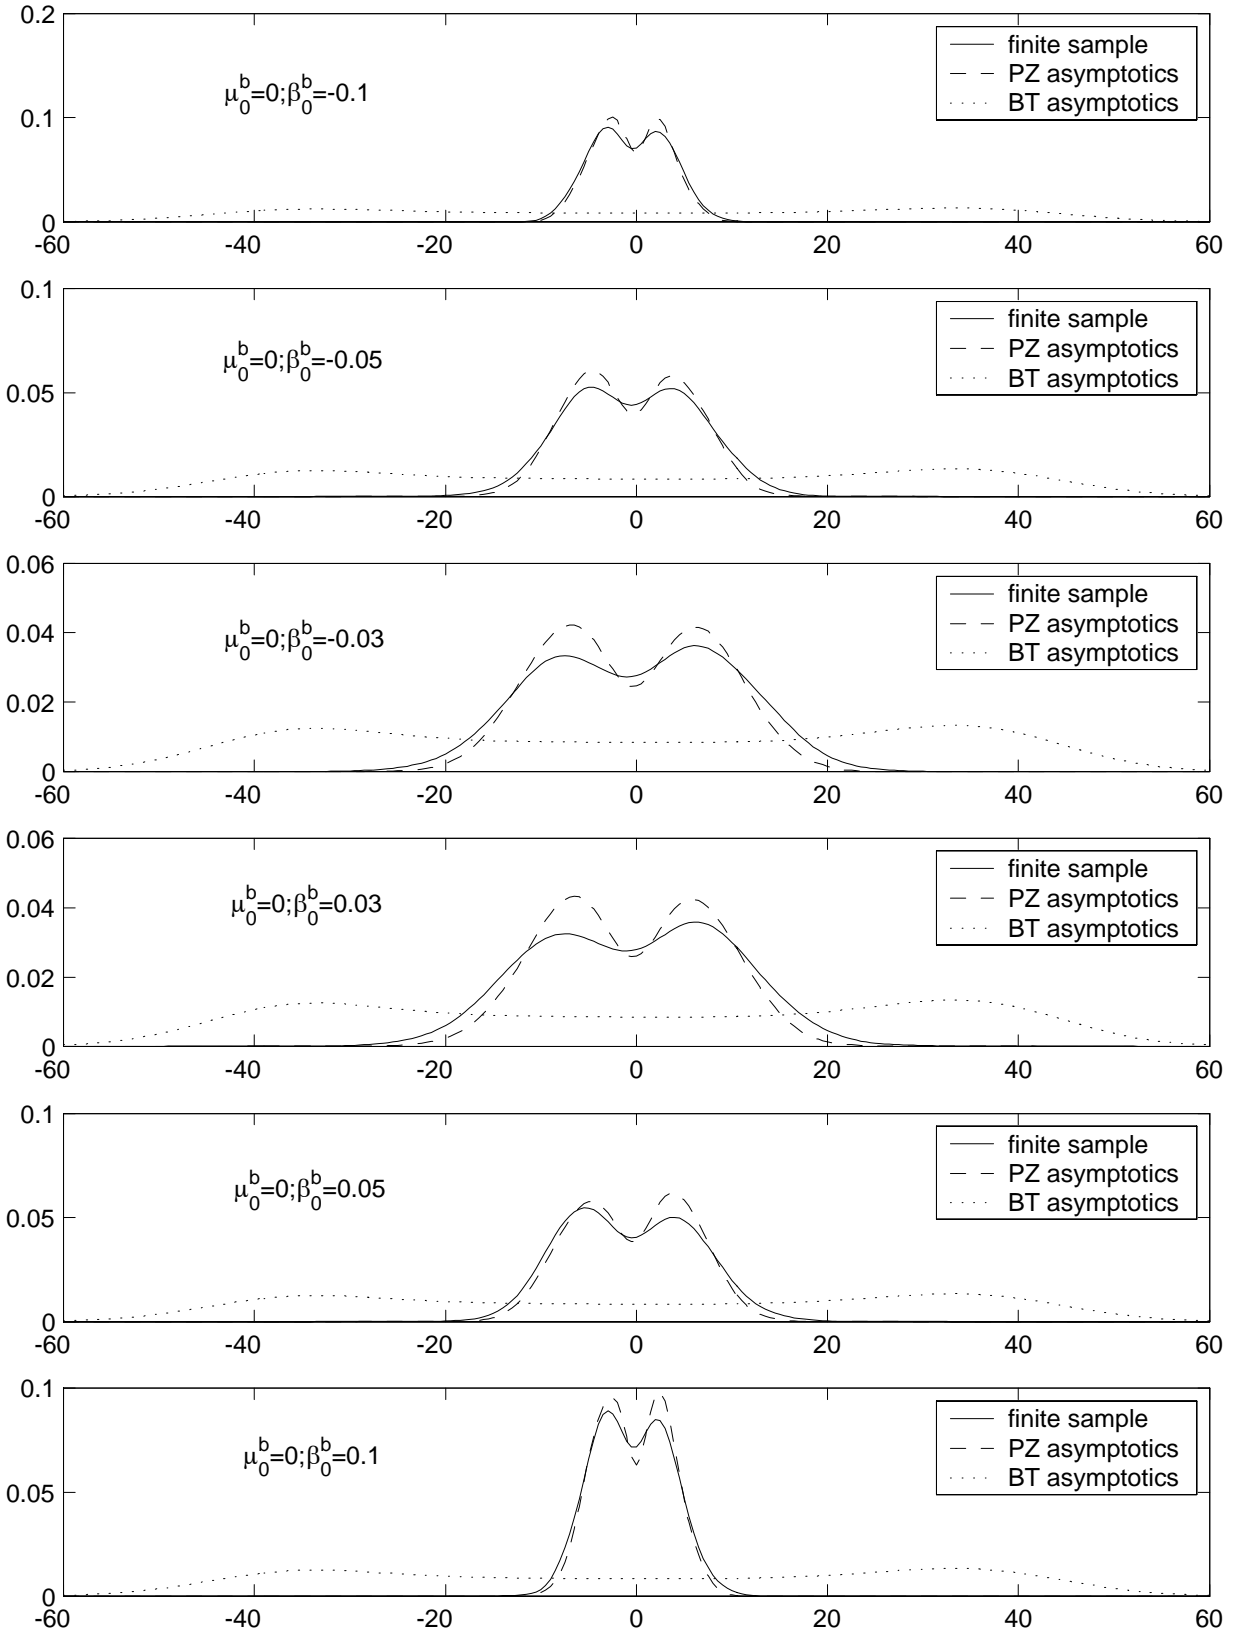 0.2
finite sample
PZ asymptotics
BT asymptotics
μ₀ᵇ=0;β₀ᵇ=-0.1
0.1
0
-60 -40 -20 0 20 40 60
0.1
finite sample
PZ asymptotics
BT asymptotics
μ₀ᵇ=0;β₀ᵇ=-0.05
0.05
0
-60 -40 -20 0 20 40 60
0.06
finite sample
PZ asymptotics
BT asymptotics
μ₀ᵇ=0;β₀ᵇ=-0.03
0.04
0.02
0
-60 -40 -20 0 20 40 60
0.06
finite sample
PZ asymptotics
BT asymptotics
μ₀ᵇ=0;β₀ᵇ=0.03
0.04
0.02
0
-60 -40 -20 0 20 40 60
0.1
finite sample
PZ asymptotics
BT asymptotics
μ₀ᵇ=0;β₀ᵇ=0.05
0.05
0
-60 -40 -20 0 20 40 60
0.1
finite sample
PZ asymptotics
BT asymptotics
μ₀ᵇ=0;β₀ᵇ=0.1
0.05
0
-60 -40 -20 0 20 40 60